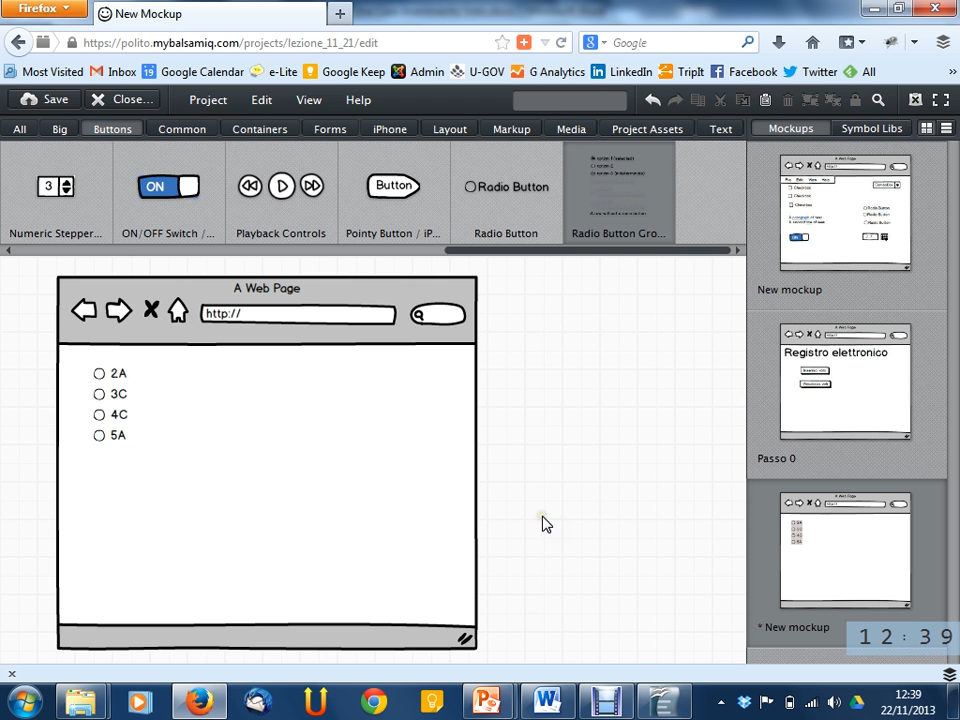 Firefox
New Mockup
https://polito.mybalsamiq.com/projects/lezione_11_21/edit
Google
Most Visited
Inbox
Google Calendar
e-Lite
Google Keep
Admin
U-GOV
G Analytics
LinkedIn
TripIt
Facebook
Twitter
All
»
Save
Close...
Project
Edit
View
Help
All
Big
Buttons
Common
Containers
Forms
iPhone
Layout
Markup
Media
Project Assets
Text
Mockups
Symbol Libs
3
ON
Button
Radio Button
Numeric Stepper...
ON/OFF Switch / ...
Playback Controls
Pointy Button / iP...
Radio Button
Radio Button Gro...
A Web Page
http://
2A
3C
4C
5A
New mockup
Registro elettronico
Passo 0
* New mockup
12:39
12:39
22/11/2013